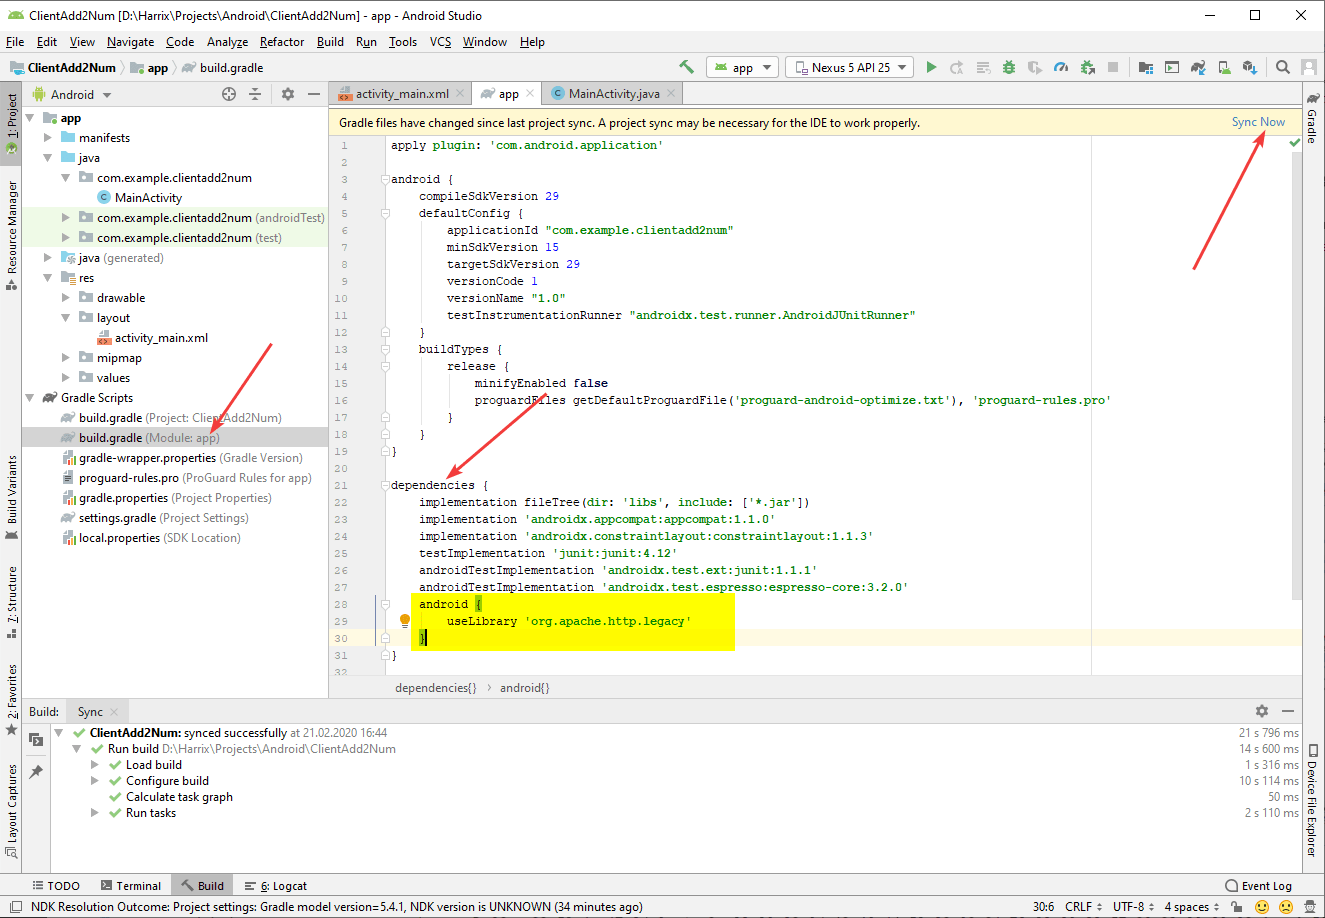 ClientAdd2Num [D:\Harrix\Projects\Android\ClientAdd2Num] - app - Android Studio
File Edit View Navigate Code Analyze Refactor Build Run Tools VCS Window Help
ClientAdd2Num app build.gradle app Nexus 5 API 25
Android
activity_main.xml app MainActivity.java
1: Project
Resource Manager
Build Variants
7: Structure
2: Favorites
Layout Captures
app
manifests
java
com.example.clientadd2num
MainActivity
com.example.clientadd2num (androidTest)
com.example.clientadd2num (test)
java (generated)
res
drawable
layout
activity_main.xml
mipmap
values
Gradle Scripts
build.gradle (Project: ClientAdd2Num)
build.gradle (Module: app)
gradle-wrapper.properties (Gradle Version)
proguard-rules.pro (ProGuard Rules for app)
gradle.properties (Project Properties)
settings.gradle (Project Settings)
local.properties (SDK Location)
Gradle files have changed since last project sync. A project sync may be necessary for the IDE to work properly. Sync Now
1 apply plugin: 'com.android.application'
2
3 android {
4 compileSdkVersion 29
5 defaultConfig {
6 applicationId "com.example.clientadd2num"
7 minSdkVersion 15
8 targetSdkVersion 29
9 versionCode 1
10 versionName "1.0"
11 testInstrumentationRunner "androidx.test.runner.AndroidJUnitRunner"
12 }
13 buildTypes {
14 release {
15 minifyEnabled false
16 proguardFiles getDefaultProguardFile('proguard-android-optimize.txt'), 'proguard-rules.pro'
17 }
18 }
19 }
20
21 dependencies {
22 implementation fileTree(dir: 'libs', include: ['*.jar'])
23 implementation 'androidx.appcompat:appcompat:1.1.0'
24 implementation 'androidx.constraintlayout:constraintlayout:1.1.3'
25 testImplementation 'junit:junit:4.12'
26 androidTestImplementation 'androidx.test.ext:junit:1.1.1'
27 androidTestImplementation 'androidx.test.espresso:espresso-core:3.2.0'
28 android {
29 useLibrary 'org.apache.http.legacy'
30 }
31 }
32
dependencies{} android{}
Gradle
Device File Explorer
Build: Sync
ClientAdd2Num: synced successfully at 21.02.2020 16:44 21 s 796 ms
Run build D:\Harrix\Projects\Android\ClientAdd2Num 14 s 600 ms
Load build 1 s 316 ms
Configure build 10 s 114 ms
Calculate task graph 50 ms
Run tasks 2 s 110 ms
TODO Terminal Build 6: Logcat Event Log
NDK Resolution Outcome: Project settings: Gradle model version=5.4.1, NDK version is UNKNOWN (34 minutes ago) 30:6 CRLF UTF-8 4 spaces